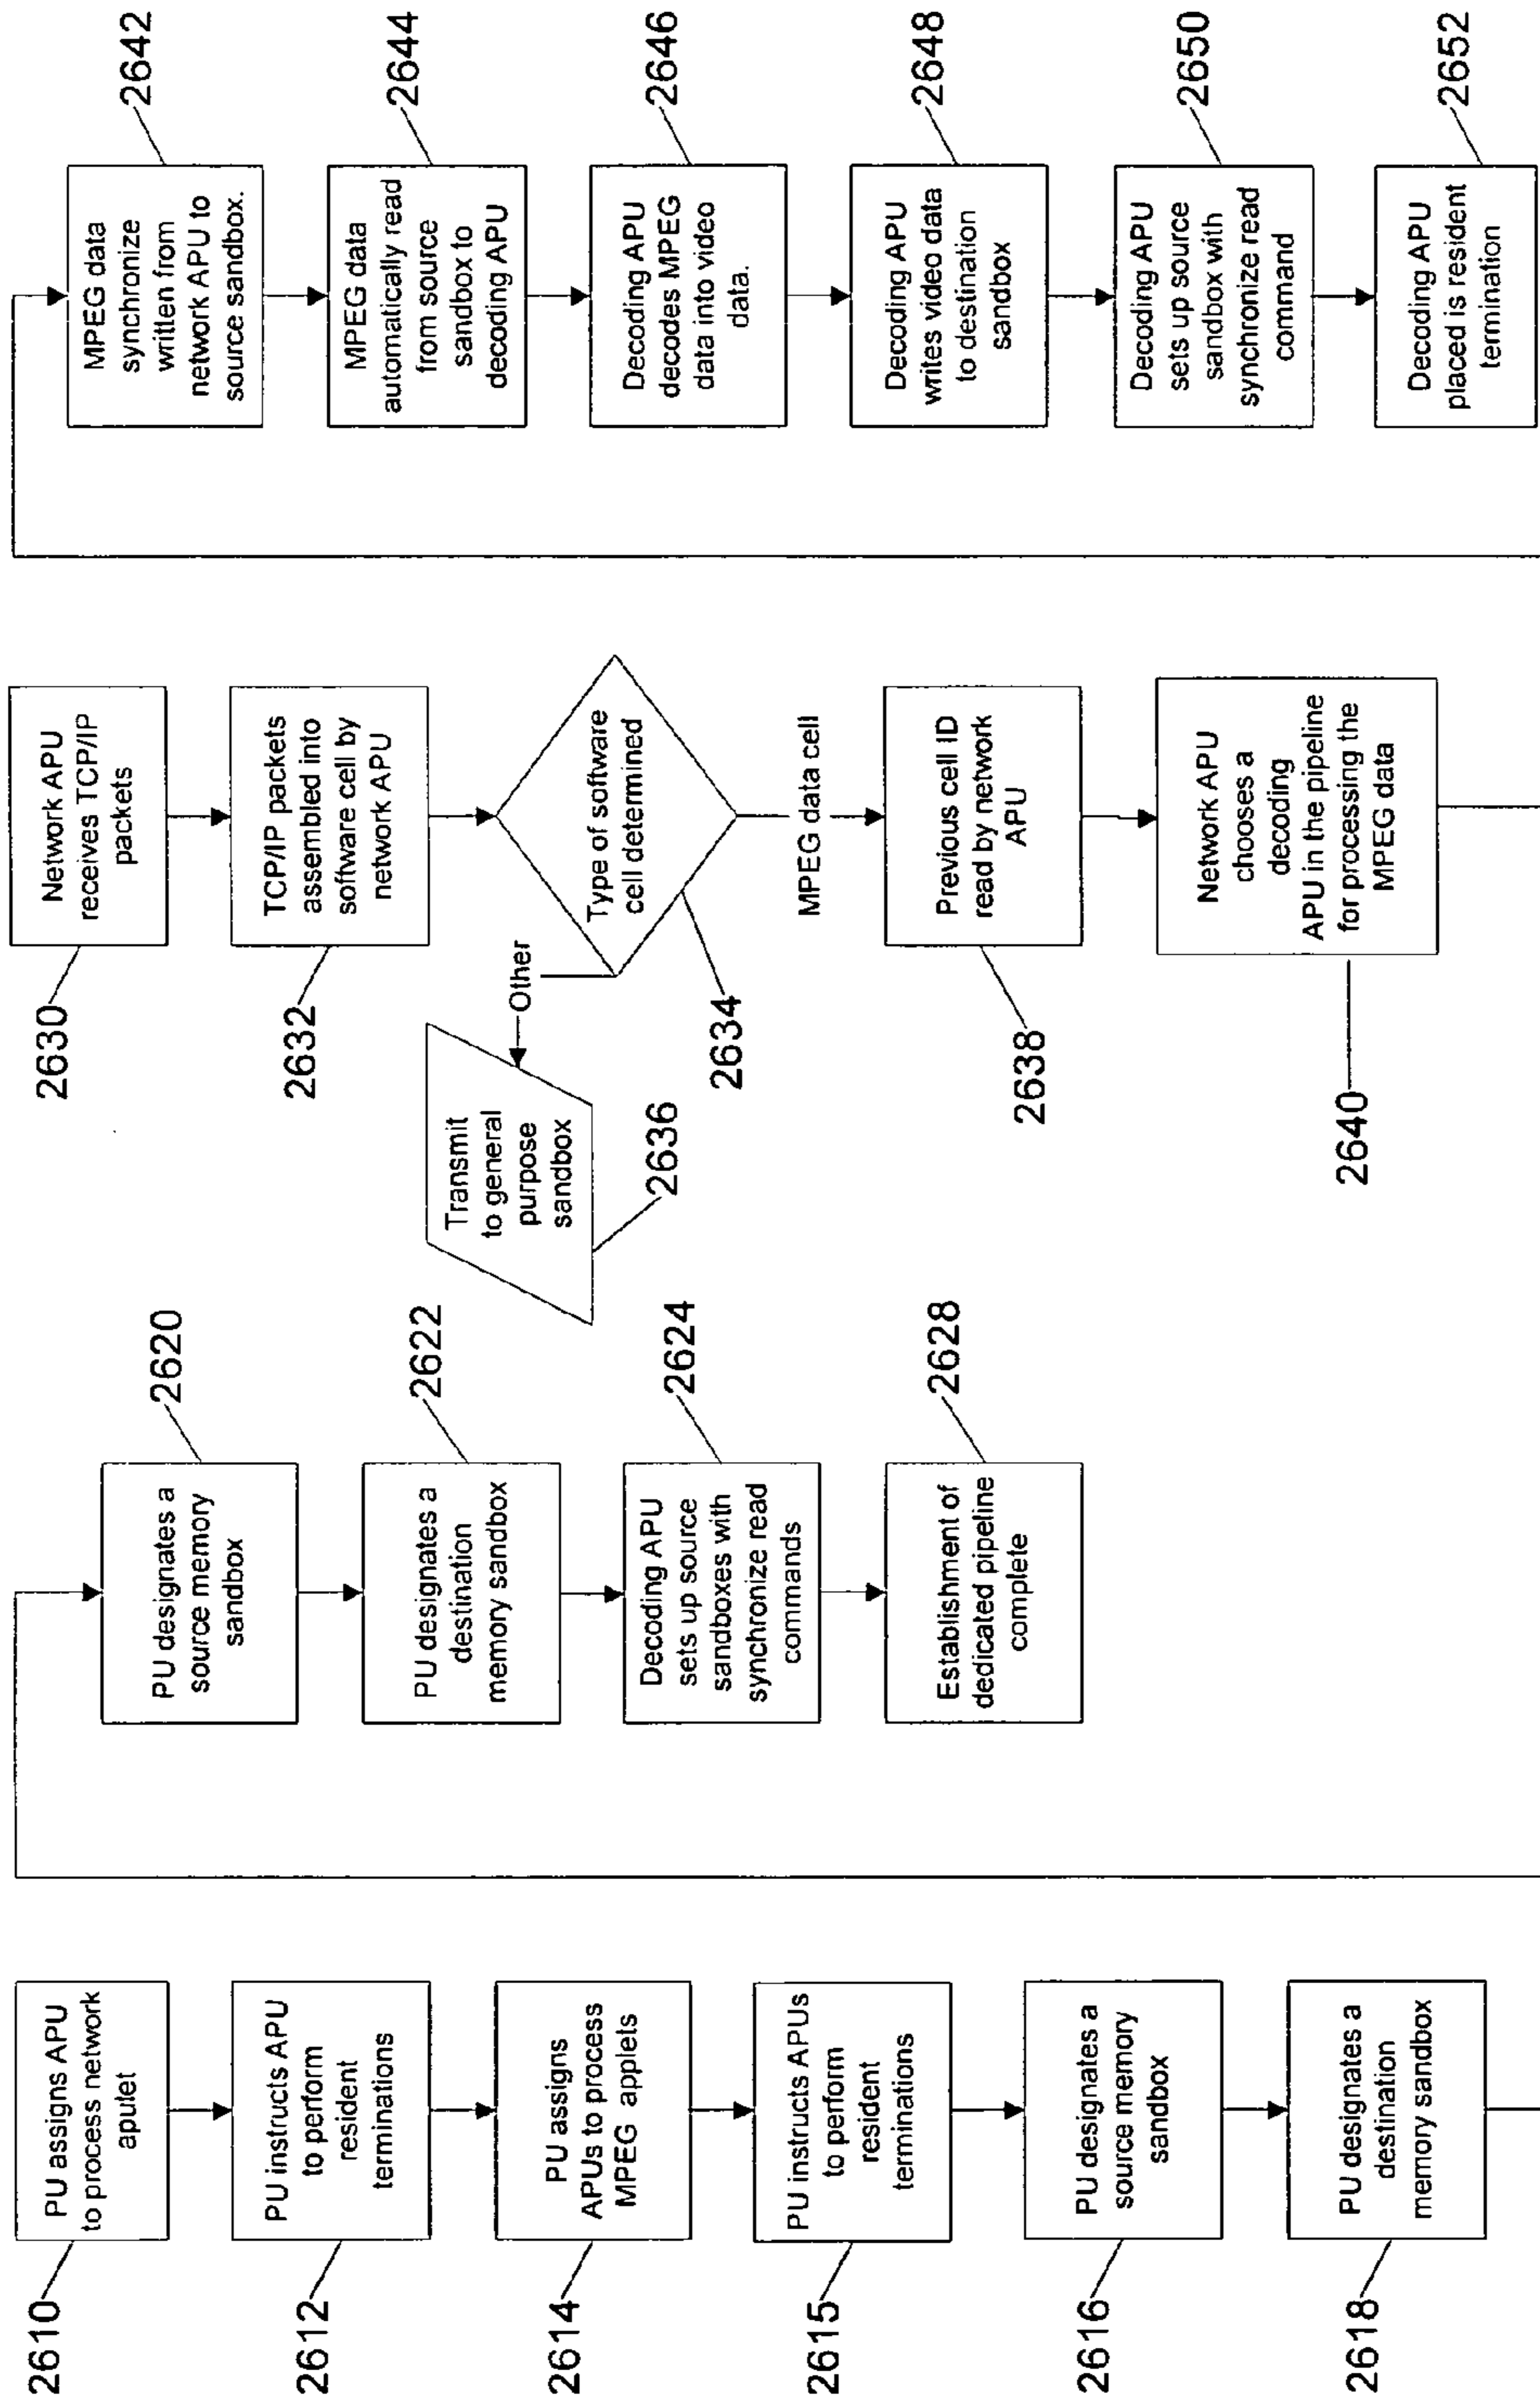 2610
PU assigns APU
to process network
apulet
2612
PU instructs APU
to perform
resident
terminations
2614
PU assigns
APUs to process
MPEG applets
2615
PU instructs APUs
to perform
resident
terminations
2616
PU designates a
source memory
sandbox
2618
PU designates a
destination
memory sandbox
2620
PU designates a
source memory
sandbox
2622
PU designates a
destination
memory sandbox
2624
Decoding APU
sets up source
sandboxes with
synchronize read
commands
2628
Establishment of
dedicated pipeline
complete
2630
Network APU
receives TCP/IP
packets
2632
TCP/IP packets
assembled into
software cell by
network APU
2634
Type of software
cell determined
Other
2636
Transmit
to general
purpose
sandbox
MPEG data cell
2638
Previous cell ID
read by network
APU
2640
Network APU
chooses a
decoding
APU in the pipeline
for processing the
MPEG data
2642
MPEG data
synchronize
written from
network APU to
source sandbox.
2644
MPEG data
automatically read
from source
sandbox to
decoding APU
2646
Decoding APU
decodes MPEG
data into video
data.
2648
Decoding APU
writes video data
to destination
sandbox
2650
Decoding APU
sets up source
sandbox with
synchronize read
command
2652
Decoding APU
placed is resident
termination